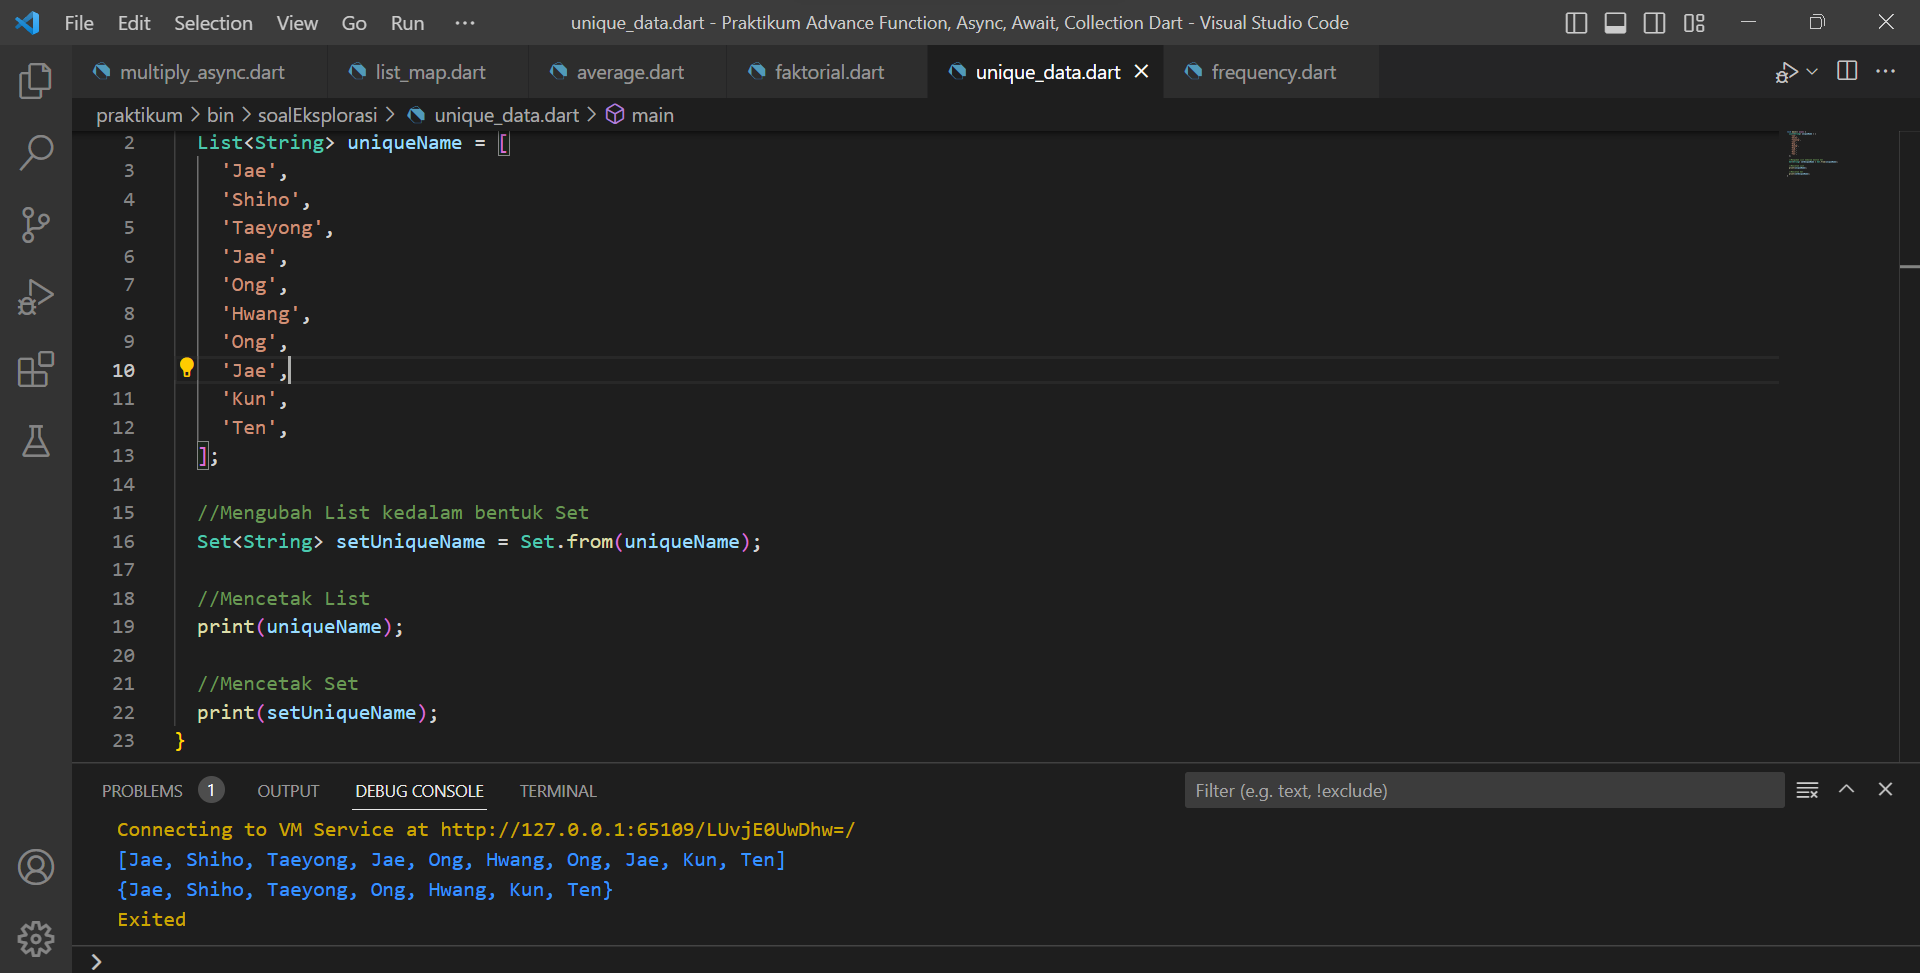 File Edit Selection View Go Run ··· unique_data.dart - Praktikum Advance Function, Async, Await, Collection Dart - Visual Studio Code
multiply_async.dart list_map.dart average.dart faktorial.dart unique_data.dart frequency.dart
praktikum > bin > soalEksplorasi > unique_data.dart > main
2 List<String> uniqueName = [
3 'Jae',
4 'Shiho',
5 'Taeyong',
6 'Jae',
7 'Ong',
8 'Hwang',
9 'Ong',
10 'Jae',
11 'Kun',
12 'Ten',
13 ];
14
15 //Mengubah List kedalam bentuk Set
16 Set<String> setUniqueName = Set.from(uniqueName);
17
18 //Mencetak List
19 print(uniqueName);
20
21 //Mencetak Set
22 print(setUniqueName);
23 }
PROBLEMS 1 OUTPUT DEBUG CONSOLE TERMINAL Filter (e.g. text, !exclude)
Connecting to VM Service at http://127.0.0.1:65109/LUvjE0UwDhw=/
[Jae, Shiho, Taeyong, Jae, Ong, Hwang, Ong, Jae, Kun, Ten]
{Jae, Shiho, Taeyong, Ong, Hwang, Kun, Ten}
Exited
>